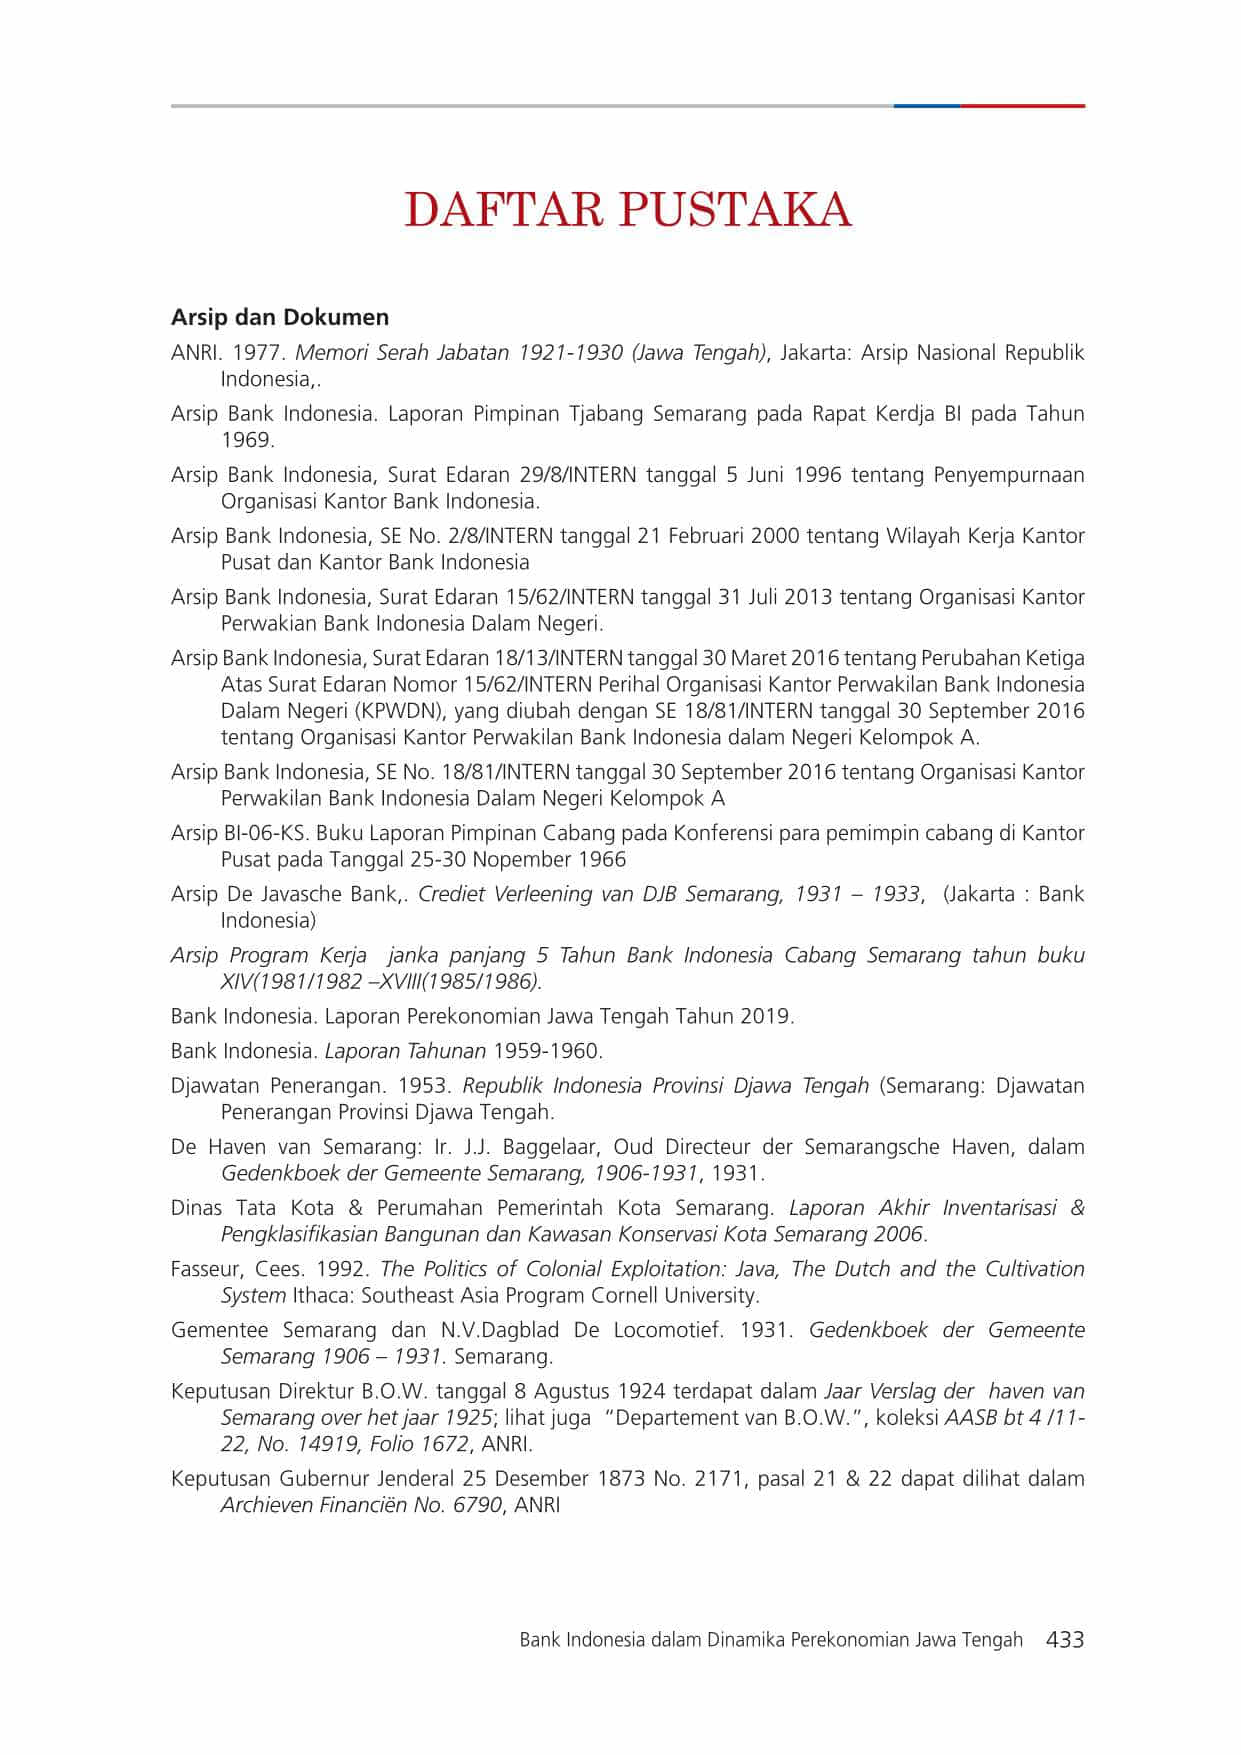 DAFTAR PUSTAKA
Arsip dan Dokumen
ANRI. 1977. Memori Serah Jabatan 1921-1930 (Jawa Tengah), Jakarta: Arsip Nasional Republik
Indonesia,.
Arsip Bank Indonesia. Laporan Pimpinan Tjabang Semarang pada Rapat Kerdja BI pada Tahun
1969.
Arsip Bank Indonesia, Surat Edaran 29/8/INTERN tanggal 5 Juni 1996 tentang Penyempurnaan
Organisasi Kantor Bank Indonesia.
Arsip Bank Indonesia, SE No. 2/8/INTERN tanggal 21 Februari 2000 tentang Wilayah Kerja Kantor
Pusat dan Kantor Bank Indonesia
Arsip Bank Indonesia, Surat Edaran 15/62/INTERN tanggal 31 Juli 2013 tentang Organisasi Kantor
Perwakian Bank Indonesia Dalam Negeri.
Arsip Bank Indonesia, Surat Edaran 18/13/INTERN tanggal 30 Maret 2016 tentang Perubahan Ketiga
Atas Surat Edaran Nomor 15/62/INTERN Perihal Organisasi Kantor Perwakilan Bank Indonesia
Dalam Negeri (KPWDN), yang diubah dengan SE 18/81/INTERN tanggal 30 September 2016
tentang Organisasi Kantor Perwakilan Bank Indonesia dalam Negeri Kelompok A.
Arsip Bank Indonesia, SE No. 18/81/INTERN tanggal 30 September 2016 tentang Organisasi Kantor
Perwakilan Bank Indonesia Dalam Negeri Kelompok A
Arsip BI-06-KS. Buku Laporan Pimpinan Cabang pada Konferensi para pemimpin cabang di Kantor
Pusat pada Tanggal 25-30 Nopember 1966
Arsip De Javasche Bank,. Crediet Verleening van DJB Semarang, 1931 – 1933, (Jakarta : Bank
Indonesia)
Arsip Program Kerja janka panjang 5 Tahun Bank Indonesia Cabang Semarang tahun buku
XIV(1981/1982 –XVIII(1985/1986).
Bank Indonesia. Laporan Perekonomian Jawa Tengah Tahun 2019.
Bank Indonesia. Laporan Tahunan 1959-1960.
Djawatan Penerangan. 1953. Republik Indonesia Provinsi Djawa Tengah (Semarang: Djawatan
Penerangan Provinsi Djawa Tengah.
De Haven van Semarang: Ir. J.J. Baggelaar, Oud Directeur der Semarangsche Haven, dalam
Gedenkboek der Gemeente Semarang, 1906-1931, 1931.
Dinas Tata Kota & Perumahan Pemerintah Kota Semarang. Laporan Akhir Inventarisasi &
Pengklasifikasian Bangunan dan Kawasan Konservasi Kota Semarang 2006.
Fasseur, Cees. 1992. The Politics of Colonial Exploitation: Java, The Dutch and the Cultivation
System Ithaca: Southeast Asia Program Cornell University.
Gementee Semarang dan N.V.Dagblad De Locomotief. 1931. Gedenkboek der Gemeente
Semarang 1906 – 1931. Semarang.
Keputusan Direktur B.O.W. tanggal 8 Agustus 1924 terdapat dalam Jaar Verslag der haven van
Semarang over het jaar 1925; lihat juga “Departement van B.O.W.”, koleksi AASB bt 4 /11-
22, No. 14919, Folio 1672, ANRI.
Keputusan Gubernur Jenderal 25 Desember 1873 No. 2171, pasal 21 & 22 dapat dilihat dalam
Archieven Financiën No. 6790, ANRI
Bank Indonesia dalam Dinamika Perekonomian Jawa Tengah 433